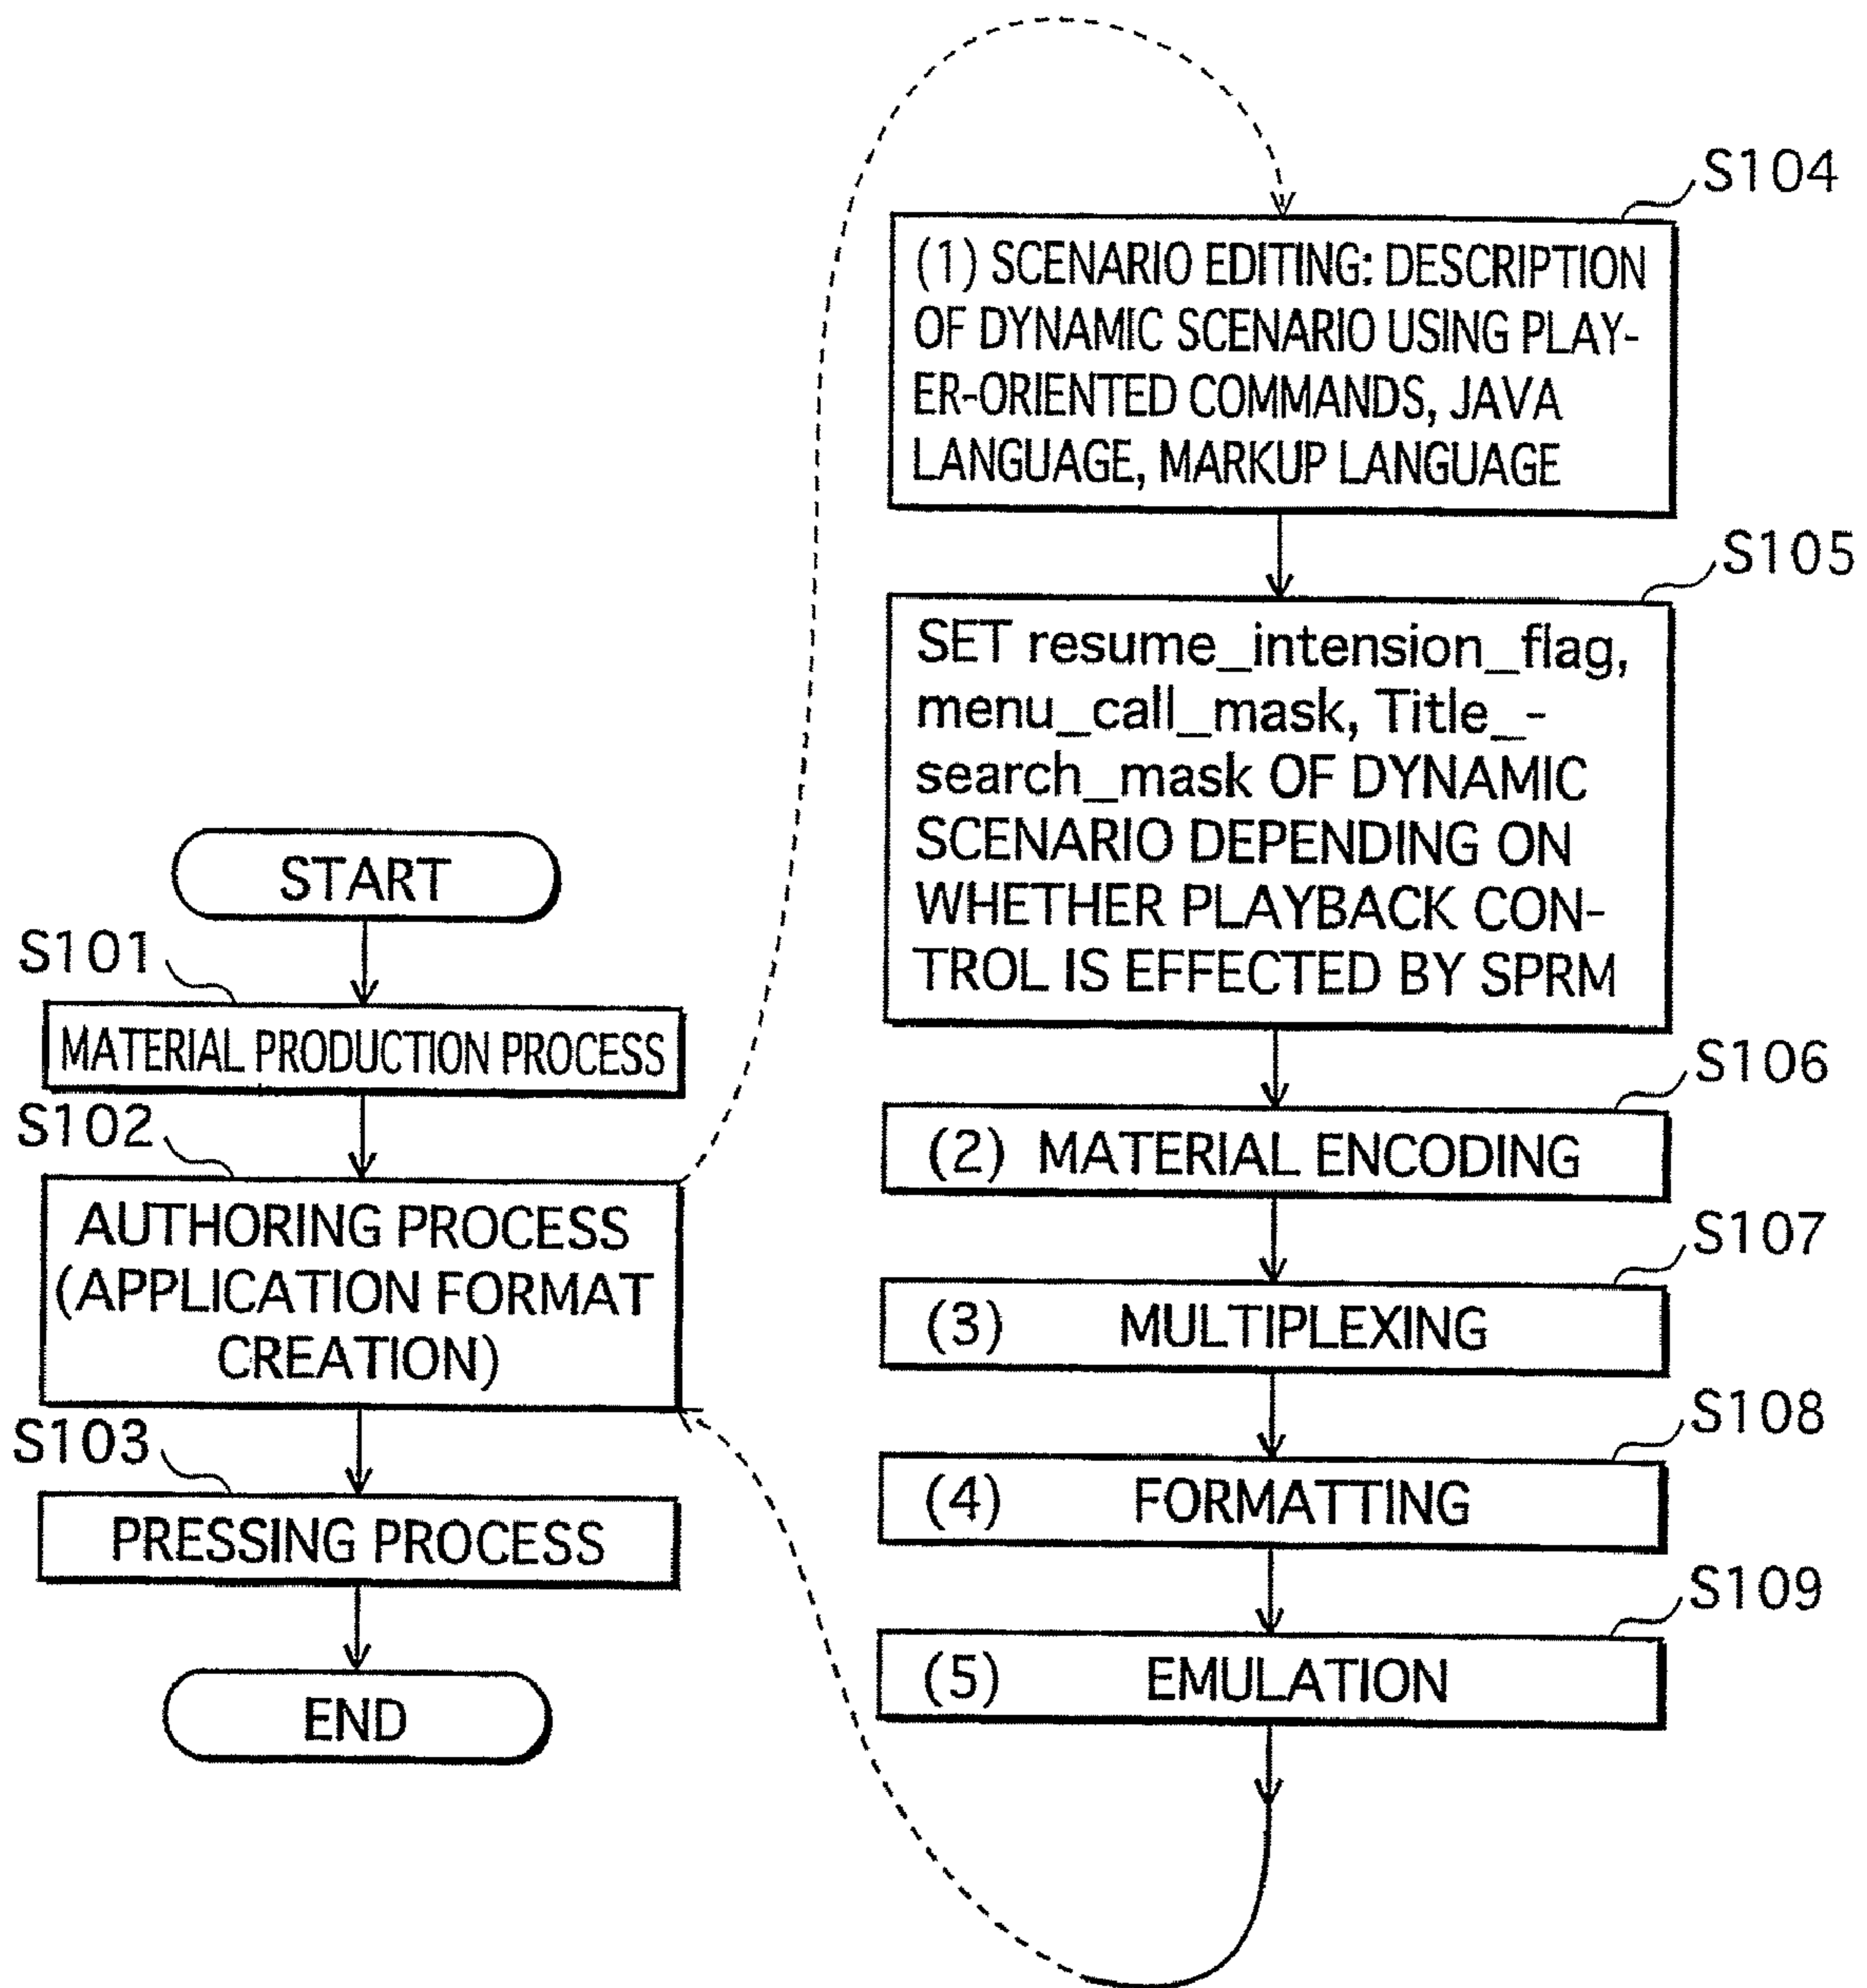 START
S101
MATERIAL PRODUCTION PROCESS
S102
AUTHORING PROCESS
(APPLICATION FORMAT
CREATION)
S103
PRESSING PROCESS
END
S104
(1) SCENARIO EDITING: DESCRIPTION
OF DYNAMIC SCENARIO USING PLAY-
ER-ORIENTED COMMANDS, JAVA
LANGUAGE, MARKUP LANGUAGE
S105
SET resume_intension_flag,
menu_call_mask, Title_-
search_mask OF DYNAMIC
SCENARIO DEPENDING ON
WHETHER PLAYBACK CON-
TROL IS EFFECTED BY SPRM
S106
(2) MATERIAL ENCODING
S107
(3) MULTIPLEXING
S108
(4) FORMATTING
S109
(5) EMULATION